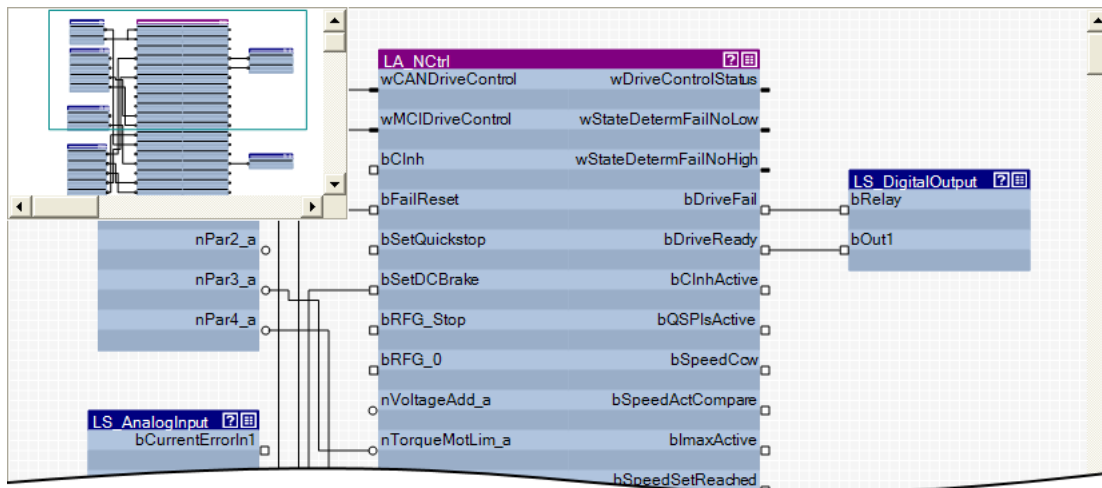 LA_NCtrl
wCANDriveControl wDriveControlStatus
wMCIDriveControl wStateDetermFailNoLow
bCInh wStateDetermFailNoHigh
bFailReset bDriveFail
bSetQuickstop bDriveReady
bSetDCBrake bCInhActive
bRFG_Stop bQSPIsActive
bRFG_0 bSpeedCcw
nVoltageAdd_a bSpeedActCompare
nTorqueMotLim_a bImaxActive
bSpeedSetReached
LS_DigitalOutput
bRelay
bOut1
nPar2_a
nPar3_a
nPar4_a
LS_AnalogInput
bCurrentErrorIn1